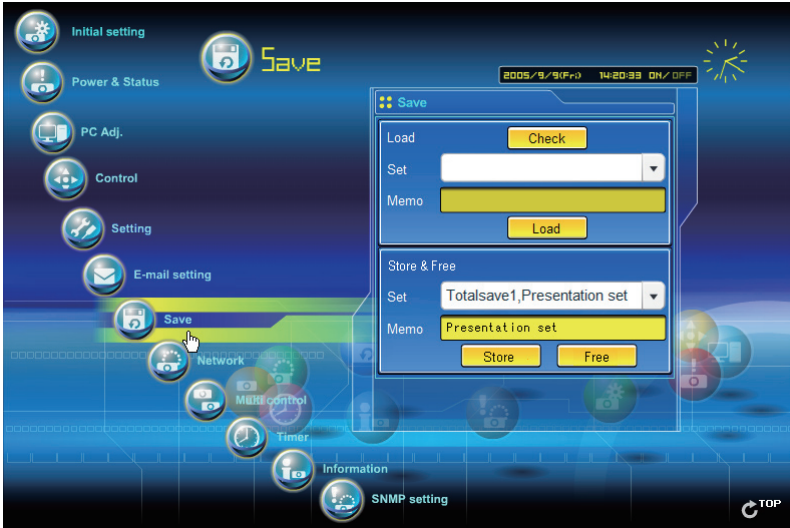 Initial setting
Power & Status
PC Adj.
Control
Setting
E-mail setting
Save
Network
Multi control
Timer
Information
SNMP setting
Save
2005/9/9(Fri) 14:20:33 ON/OFF
Save
Load
Check
Set
Memo
Load
Store & Free
Set
Totalsave1,Presentation set
Memo
Presentation set
Store
Free
TOP